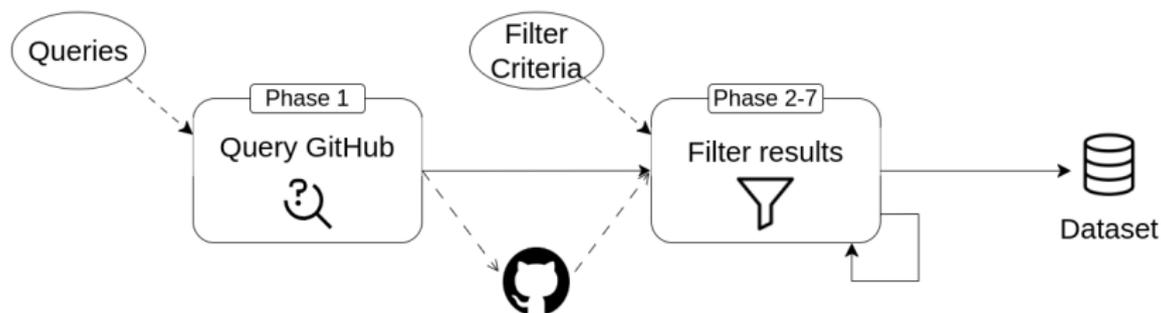 Queries
Filter
Criteria
Phase 1
Query GitHub
Phase 2-7
Filter results
Dataset